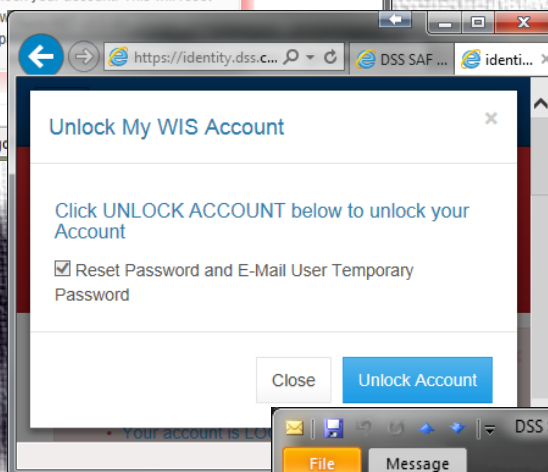 https://identity.dss.c...
DSS SAF ...
identi...
Unlock My WIS Account
Click UNLOCK ACCOUNT below to unlock your
Account
Reset Password and E-Mail User Temporary
Password
Close
Unlock Account
Your account is LOC
DSS
File
Message